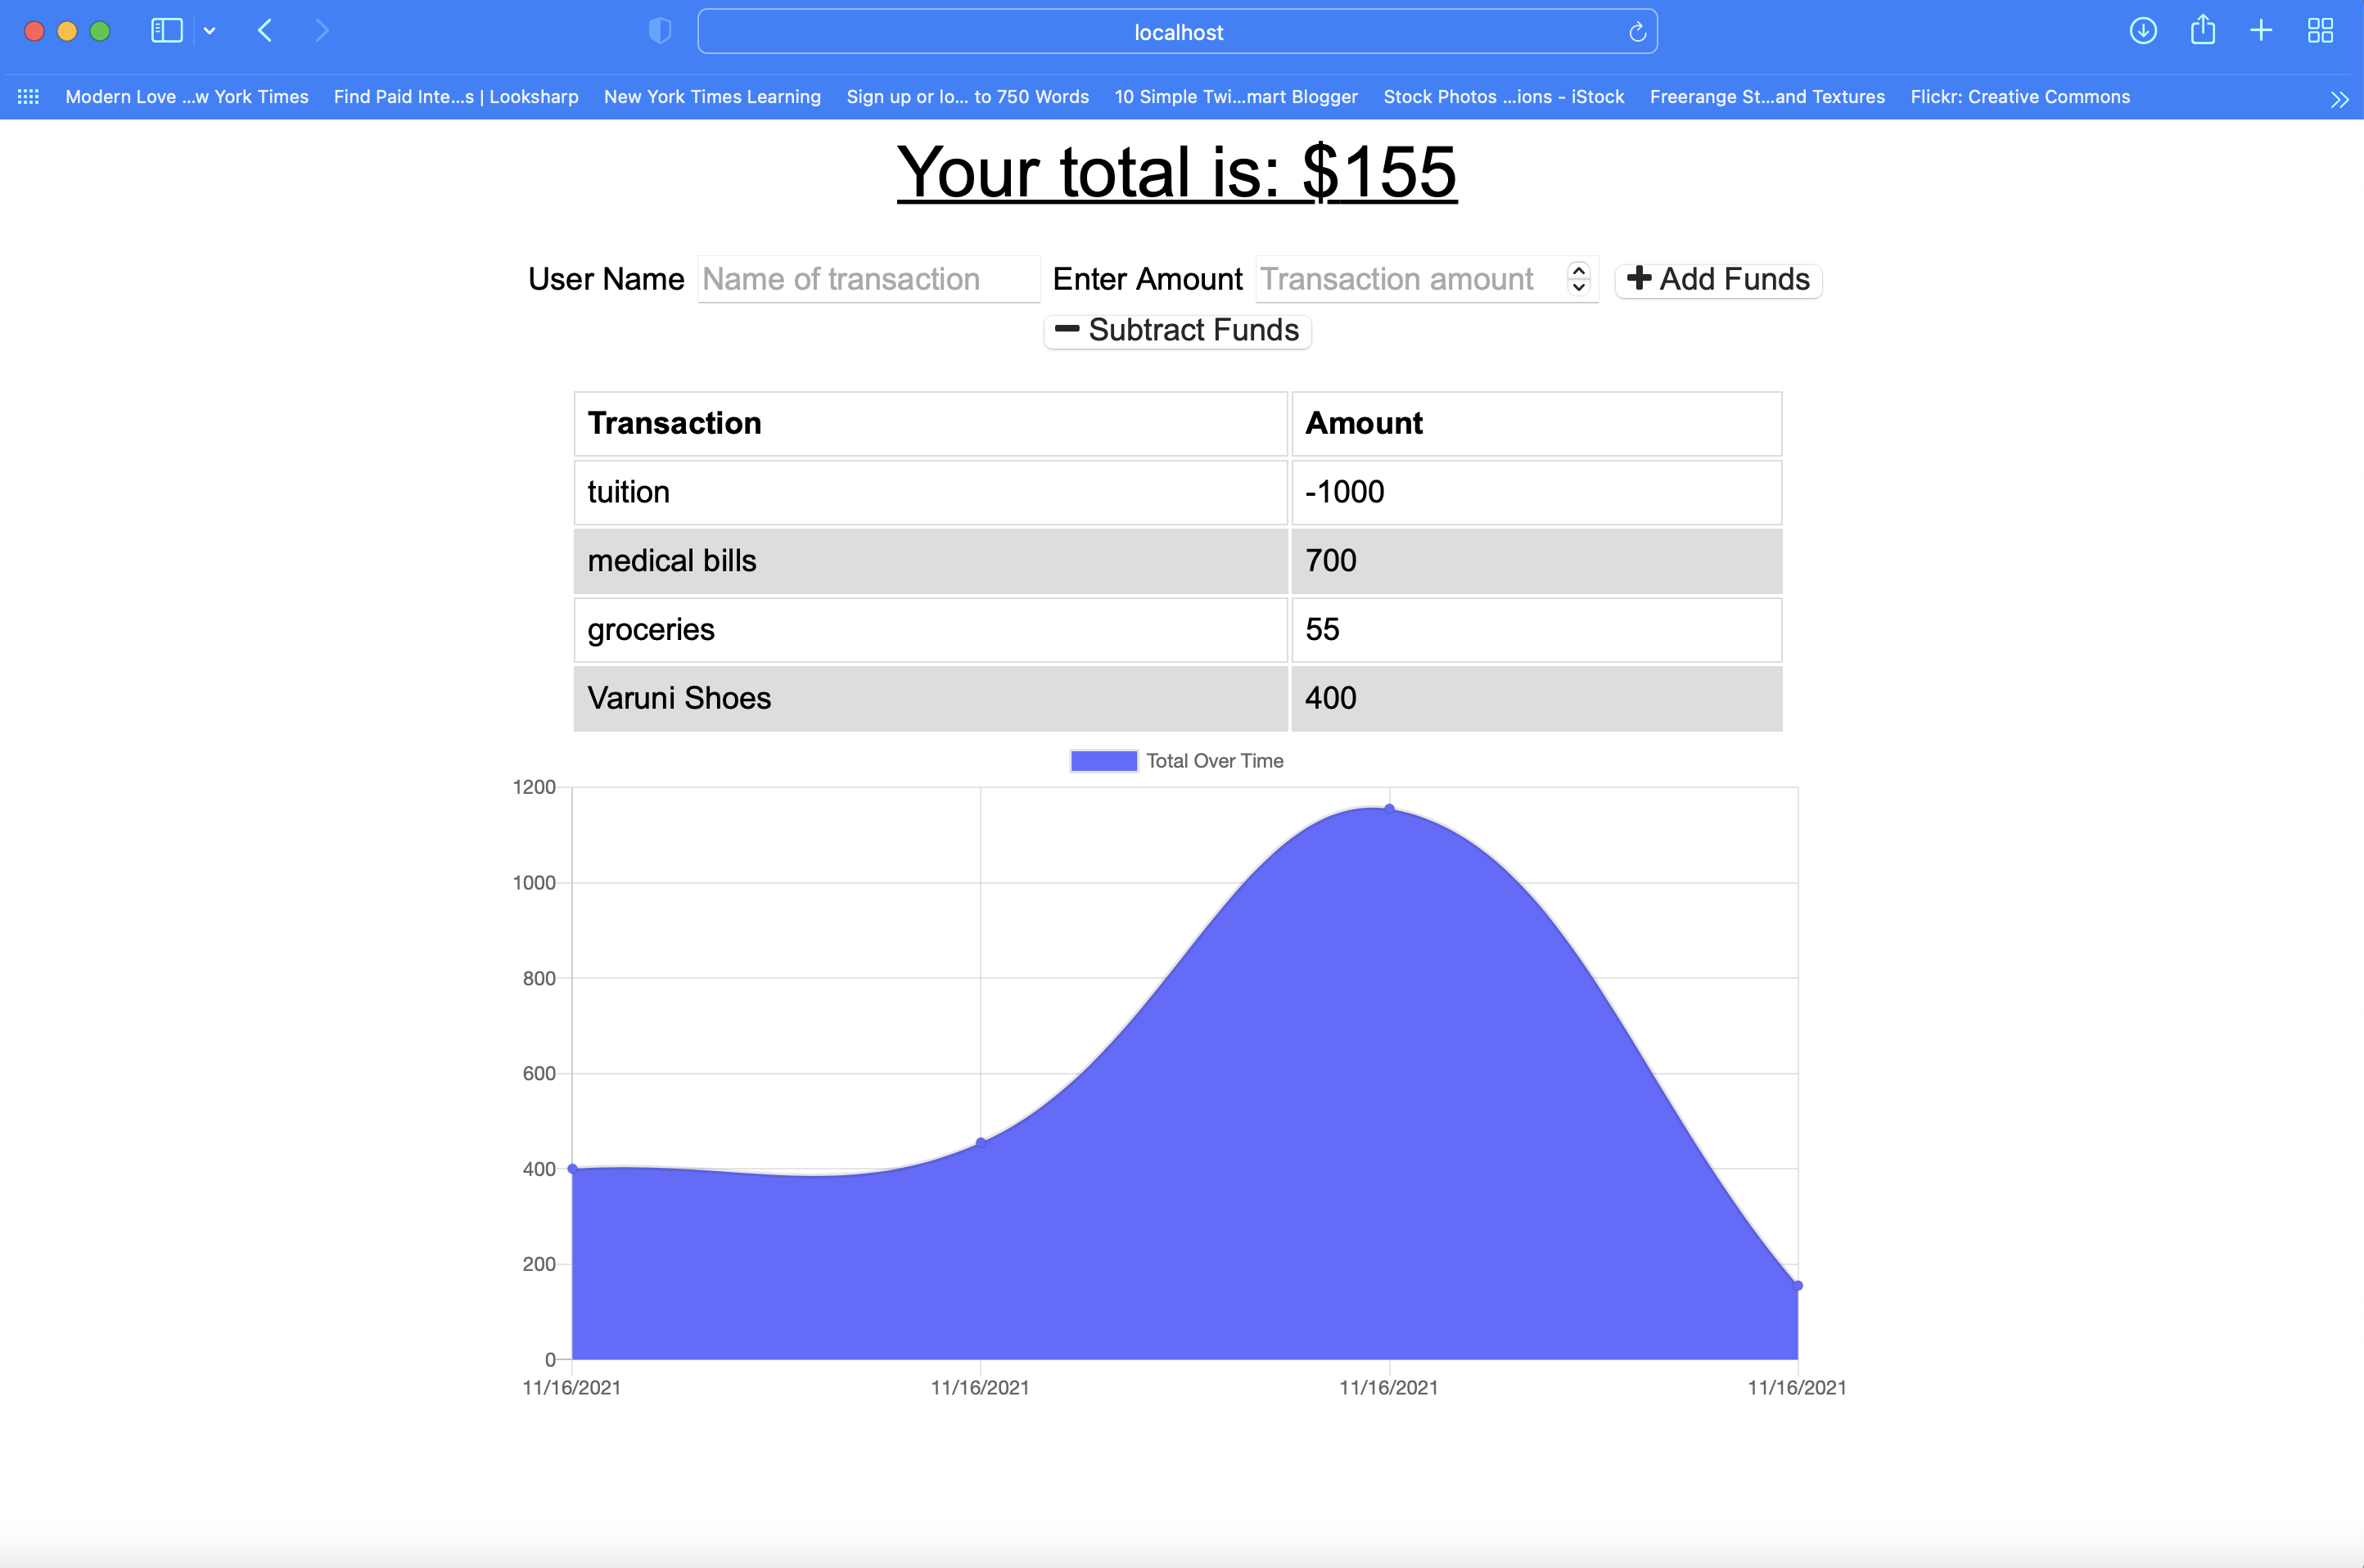 localhost
Modern Love ...w York Times Find Paid Inte...s | Looksharp New York Times Learning Sign up or lo... to 750 Words 10 Simple Twi...mart Blogger Stock Photos ...ions - iStock Freerange St...and Textures Flickr: Creative Commons
Your total is: $155
User Name Name of transaction Enter Amount Transaction amount Add Funds
Subtract Funds
Transaction Amount
tuition -1000
medical bills 700
groceries 55
Varuni Shoes 400
Total Over Time
1200
1000
800
600
400
200
0
11/16/2021 11/16/2021 11/16/2021 11/16/2021